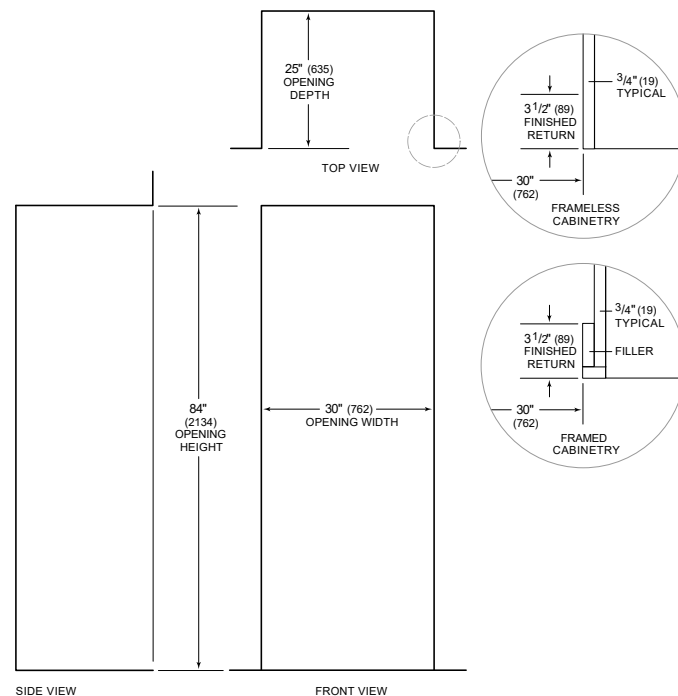 25" (635)
OPENING
DEPTH
TOP VIEW
3/4" (19)
TYPICAL
3 1/2" (89)
FINISHED
RETURN
30"
(762)
FRAMELESS
CABINETRY
3/4" (19)
TYPICAL
3 1/2" (89)
FINISHED
RETURN
FILLER
30"
(762)
FRAMED
CABINETRY
84"
(2134)
OPENING
HEIGHT
30" (762)
OPENING WIDTH
SIDE VIEW
FRONT VIEW